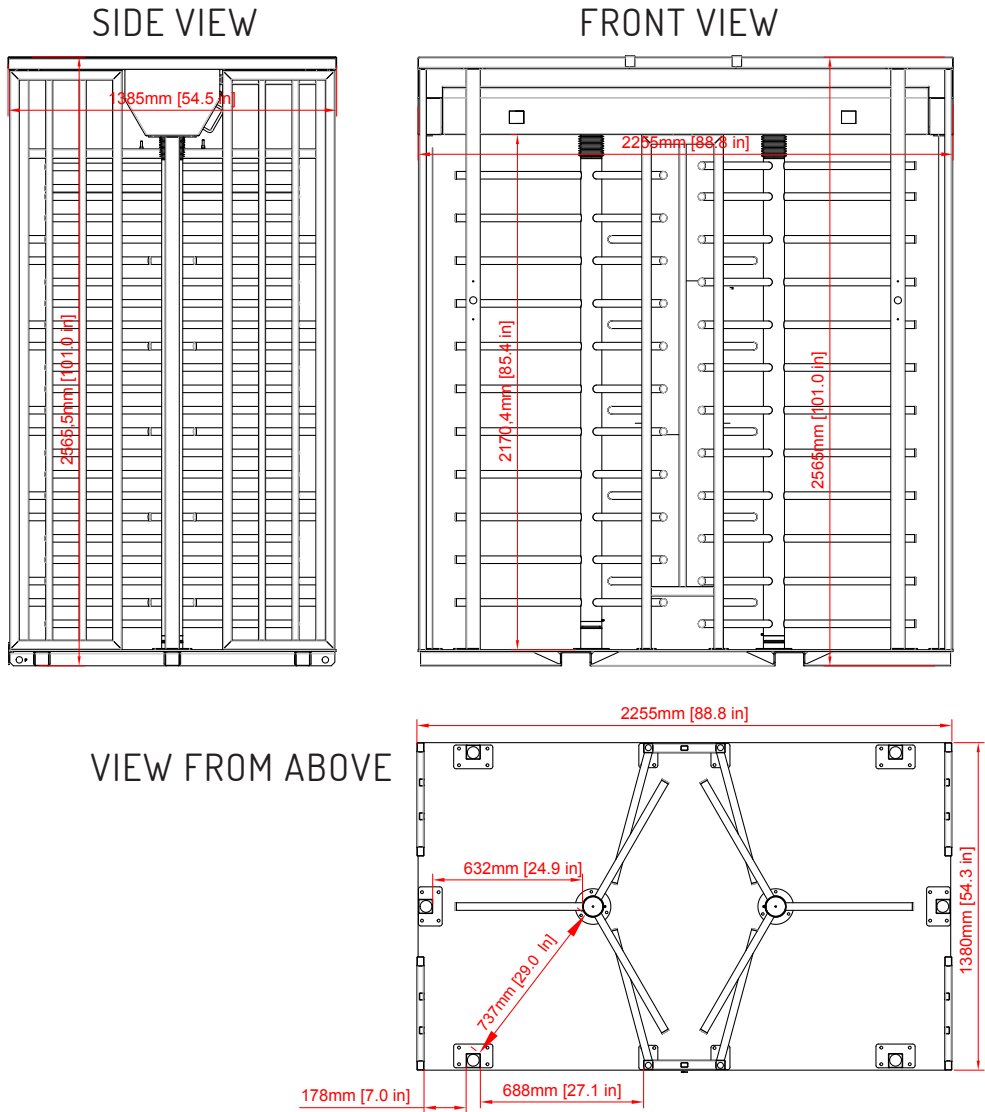 SIDE VIEW
FRONT VIEW
1385mm [54.5 in]
2255mm [88.8 in]
2565,5mm [101.0 in]
2170,4mm [85.4 in]
2565mm [101.0 in]
VIEW FROM ABOVE
2255mm [88.8 in]
632mm [24.9 in]
737mm [29.0 In]
1380mm [54.3 in]
178mm [7.0 in]
688mm [27.1 in]